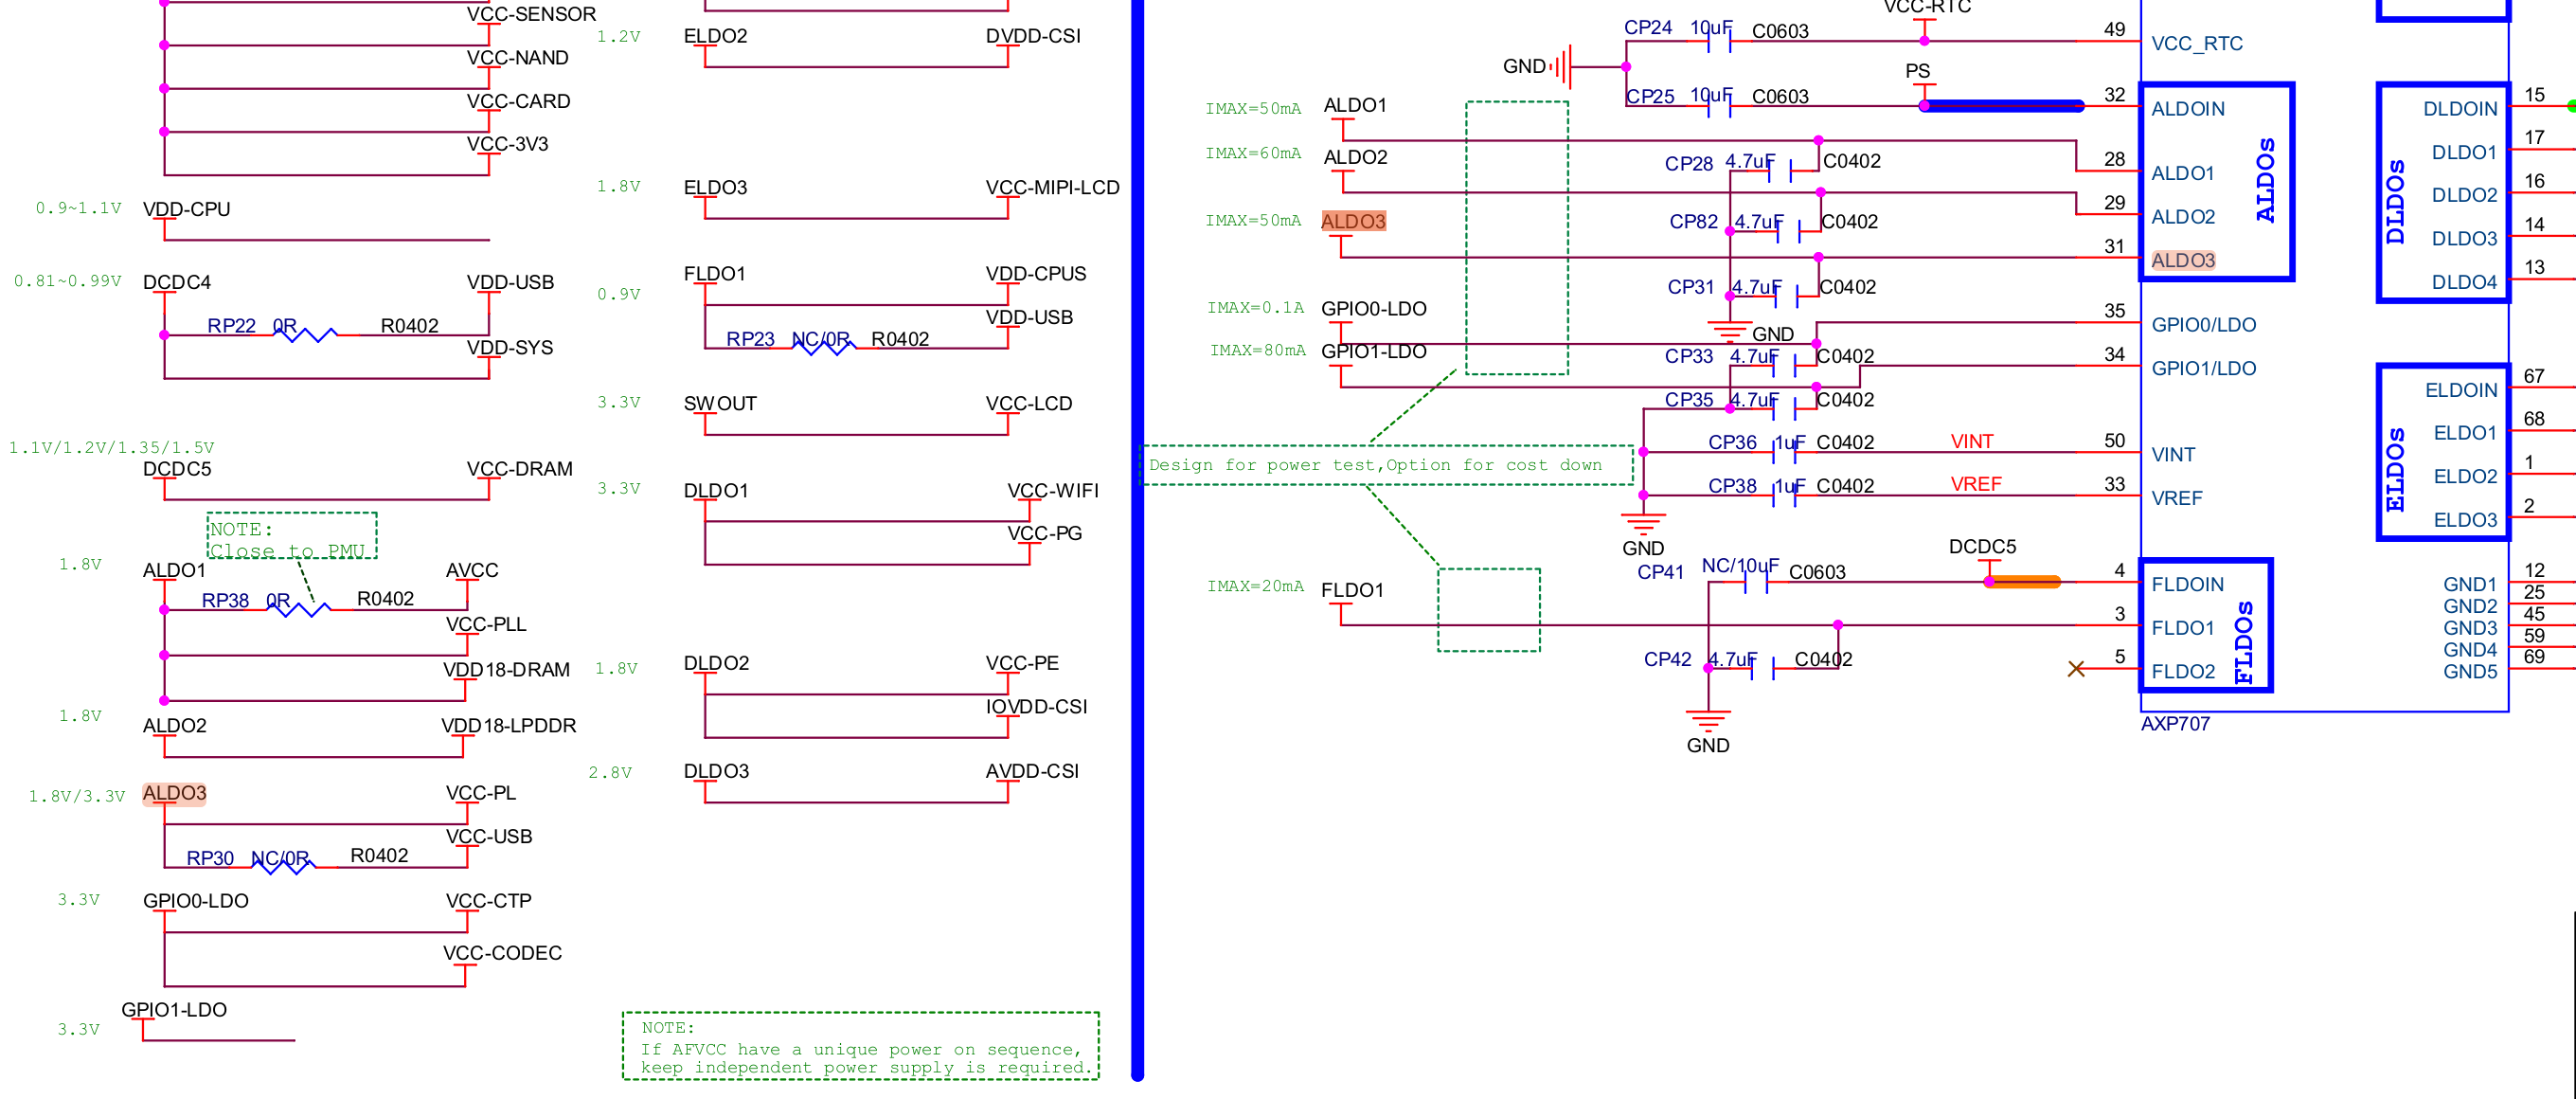 VCC-SENSOR
VCC-NAND
VCC-CARD
VCC-3V3
0.9~1.1V VDD-CPU
0.81~0.99V DCDC4 VDD-USB
RP22 0R R0402
VDD-SYS
1.1V/1.2V/1.35/1.5V
DCDC5 VCC-DRAM
NOTE:
Close to PMU
1.8V ALDO1 AVCC
RP38 0R R0402
VCC-PLL
VDD18-DRAM
1.8V ALDO2 VDD18-LPDDR
1.8V/3.3V ALDO3 VCC-PL
VCC-USB
RP30 NC/0R R0402
3.3V GPIO0-LDO VCC-CTP
VCC-CODEC
GPIO1-LDO
3.3V
1.2V ELDO2 DVDD-CSI
1.8V ELDO3 VCC-MIPI-LCD
FLDO1 VDD-CPUS
0.9V
VDD-USB
RP23 NC/0R R0402
3.3V SWOUT VCC-LCD
3.3V DLDO1 VCC-WIFI
VCC-PG
1.8V DLDO2 VCC-PE
IOVDD-CSI
2.8V DLDO3 AVDD-CSI
NOTE:
If AFVCC have a unique power on sequence,
keep independent power supply is required.
VCC-RTC
CP24 10uF C0603 49 VCC_RTC
GND
PS
CP25 10uF C0603 32 ALDOIN
IMAX=50mA ALDO1
IMAX=60mA ALDO2
CP28 4.7uF C0402 28 ALDO1
29 ALDO2
IMAX=50mA ALDO3
CP82 4.7uF C0402
31 ALDO3
ALDOs
CP31 4.7uF C0402
IMAX=0.1A GPIO0-LDO
GND
35 GPIO0/LDO
IMAX=80mA GPIO1-LDO
CP33 4.7uF C0402
34 GPIO1/LDO
CP35 4.7uF C0402
CP36 1uF C0402 VINT 50 VINT
Design for power test,Option for cost down
CP38 1uF C0402 VREF 33 VREF
GND
DCDC5
CP41 NC/10uF C0603 4 FLDOIN
IMAX=20mA FLDO1
3 FLDO1
CP42 4.7uF C0402 5 FLDO2
FLDOs
GND
AXP707
DLDOIN 15
DLDO1 17
DLDO2 16
DLDO3 14
DLDO4 13
DLDOs
ELDOIN 67
ELDO1 68
ELDO2 1
ELDO3 2
ELDOs
GND1 12
GND2 25
GND3 45
GND4 59
GND5 69